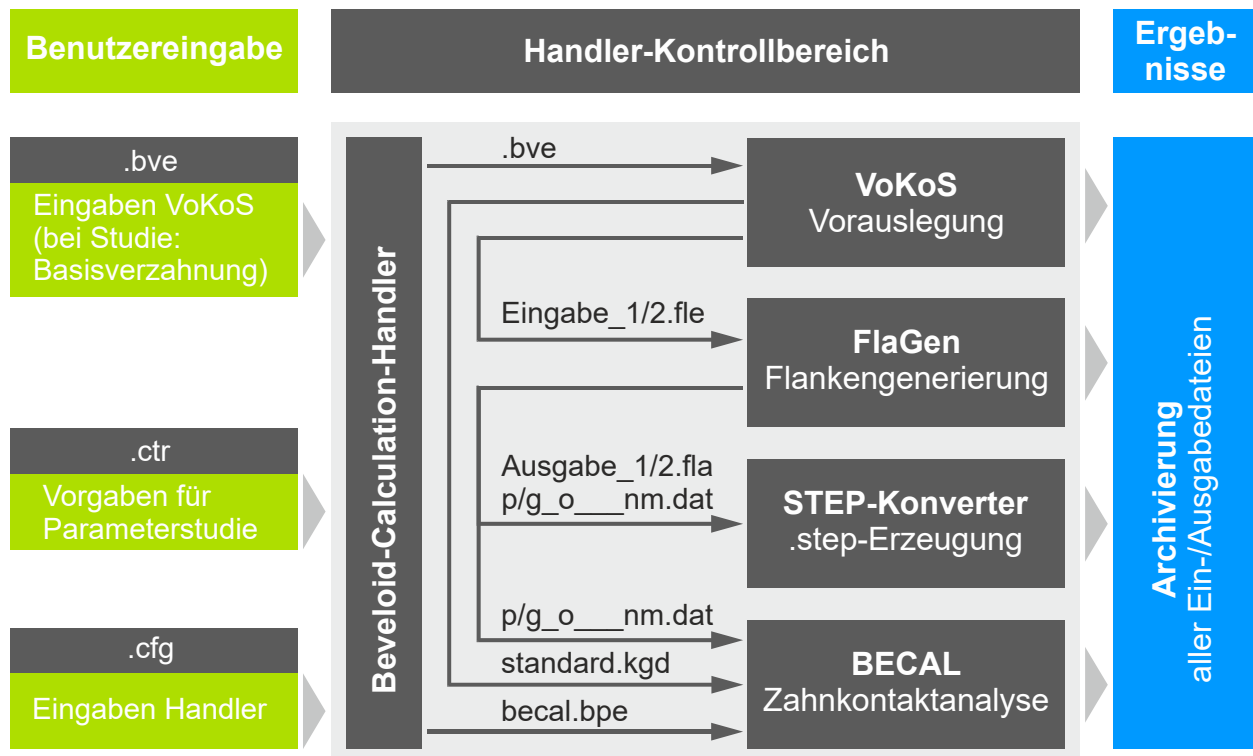 Benutzereingabe
Handler-Kontrollbereich
Ergeb-
nisse
.bve
Eingaben VoKoS
(bei Studie:
Basisverzahnung)
.ctr
Vorgaben für
Parameterstudie
.cfg
Eingaben Handler
Beveloid-Calculation-Handler
.bve
Eingabe_1/2.fle
Ausgabe_1/2.fla
p/g_o___nm.dat
p/g_o___nm.dat
standard.kgd
becal.bpe
VoKoS
Vorauslegung
FlaGen
Flankengenerierung
STEP-Konverter
.step-Erzeugung
BECAL
Zahnkontaktanalyse
Archivierung
aller Ein-/Ausgabedateien